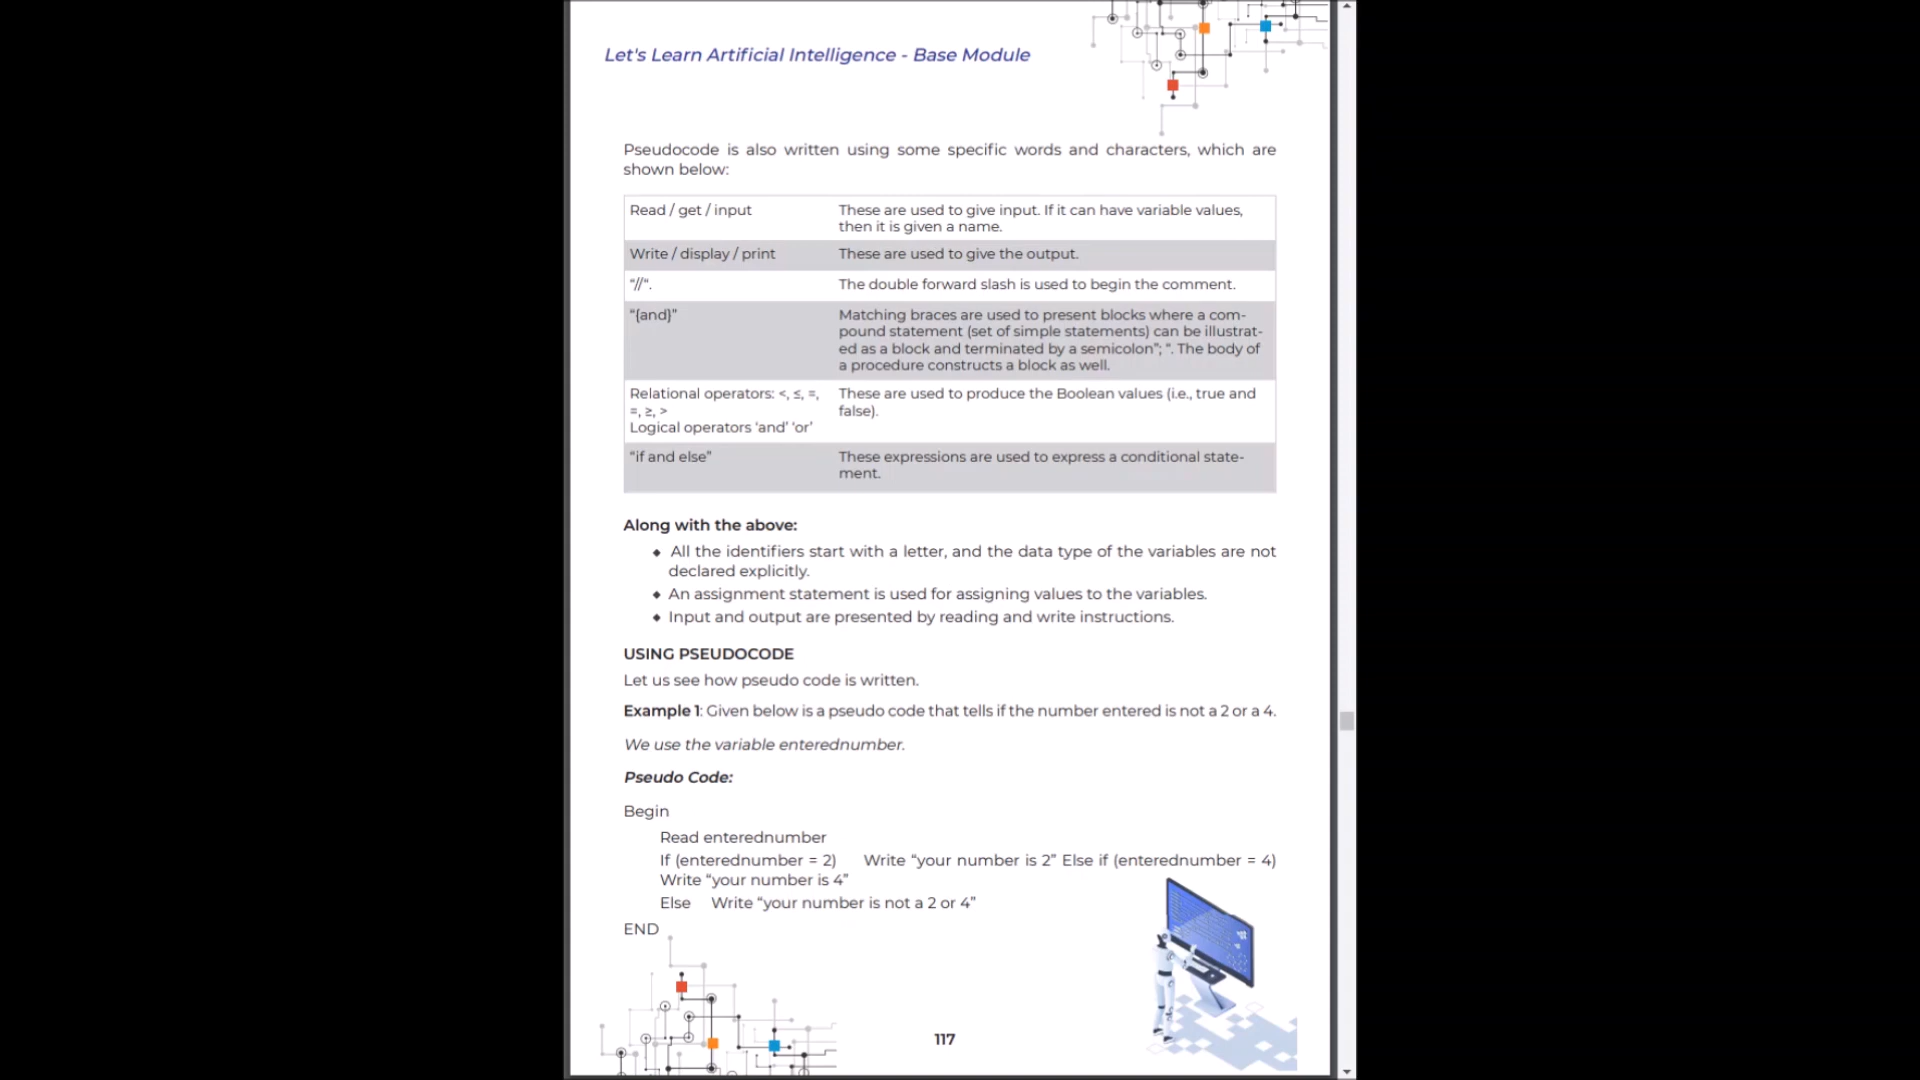 Let's Learn Artificial Intelligence - Base Module
Pseudocode is also written using some specific words and characters, which are
shown below:
Read / get / input
These are used to give input. If it can have variable values,
then it is given a name.
Write / display / print
These are used to give the output.
“//“.
The double forward slash is used to begin the comment.
“{and}”
Matching braces are used to present blocks where a com-
pound statement (set of simple statements) can be illustrat-
ed as a block and terminated by a semicolon”; “. The body of
a procedure constructs a block as well.
Relational operators: <, ≤, =,
=, ≥, >
Logical operators ‘and’ ‘or’
These are used to produce the Boolean values (i.e., true and
false).
“if and else”
These expressions are used to express a conditional state-
ment.
Along with the above:
◆ All the identifiers start with a letter, and the data type of the variables are not
declared explicitly.
◆ An assignment statement is used for assigning values to the variables.
◆ Input and output are presented by reading and write instructions.
USING PSEUDOCODE
Let us see how pseudo code is written.
Example 1: Given below is a pseudo code that tells if the number entered is not a 2 or a 4.
We use the variable enterednumber.
Pseudo Code:
Begin
Read enterednumber
If (enterednumber = 2) Write “your number is 2” Else if (enterednumber = 4)
Write “your number is 4”
Else Write “your number is not a 2 or 4”
END
117